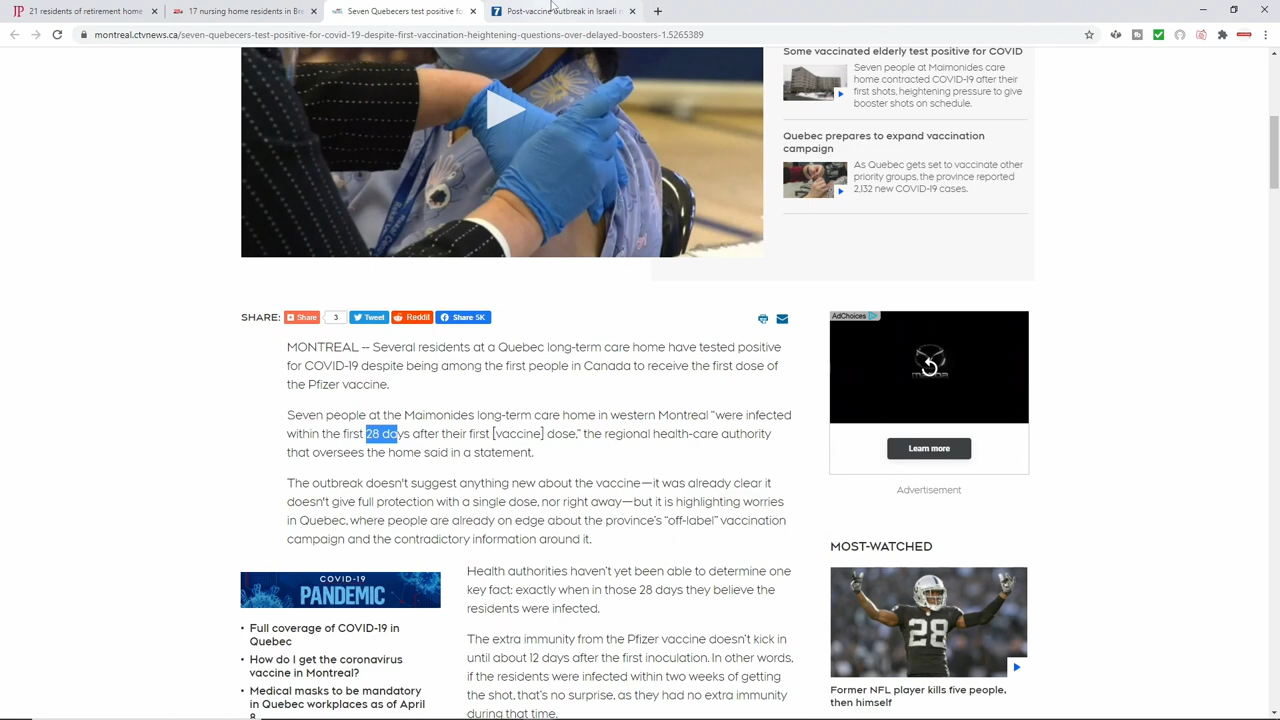 21 residents of retirement home
17 nursing home residents in Bre
Seven Quebecers test positive fo
Post-vaccine outbreak in Israeli n
montreal.ctvnews.ca/seven-quebecers-test-positive-for-covid-19-despite-first-vaccination-heightening-questions-over-delayed-boosters-1.5265389
Some vaccinated elderly test positive for COVID
Seven people at Maimonides care
home contracted COVID-19 after their
first shots, heightening pressure to give
booster shots on schedule.
Quebec prepares to expand vaccination
campaign
As Quebec gets set to vaccinate other
priority groups, the province reported
2,132 new COVID-19 cases.
SHARE: Share 3 Tweet Reddit Share 5K
MONTREAL -- Several residents at a Quebec long-term care home have tested positive
for COVID-19 despite being among the first people in Canada to receive the first dose of
the Pfizer vaccine.
Seven people at the Maimonides long-term care home in western Montreal “were infected
within the first 28 days after their first [vaccine] dose,” the regional health-care authority
that oversees the home said in a statement.
The outbreak doesn't suggest anything new about the vaccine—it was already clear it
doesn't give full protection with a single dose, nor right away—but it is highlighting worries
in Quebec, where people are already on edge about the province’s “off-label” vaccination
campaign and the contradictory information around it.
COVID-19
PANDEMIC
• Full coverage of COVID-19 in
Quebec
• How do I get the coronavirus
vaccine in Montreal?
• Medical masks to be mandatory
in Quebec workplaces as of April
8
Health authorities haven’t yet been able to determine one
key fact: exactly when in those 28 days they believe the
residents were infected.
The extra immunity from the Pfizer vaccine doesn’t kick in
until about 12 days after the first inoculation. In other words,
if the residents were infected within two weeks of getting
the shot, that’s no surprise, as they had no extra immunity
during that time.
AdChoices
Learn more
Advertisement
MOST-WATCHED
28
Former NFL player kills five people,
then himself